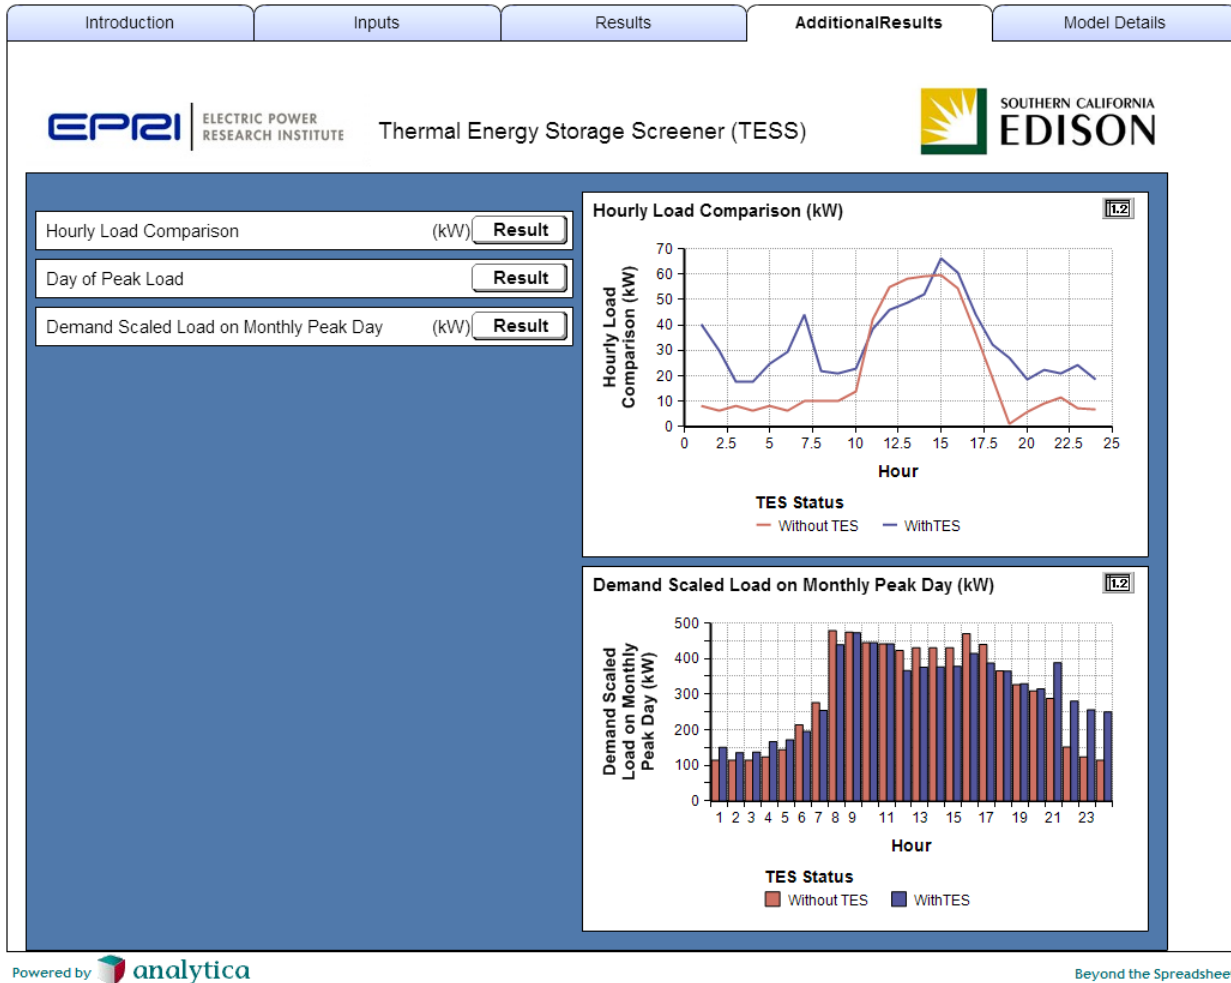 Introduction Inputs Results AdditionalResults Model Details
EPRI ELECTRIC POWER
RESEARCH INSTITUTE
Thermal Energy Storage Screener (TESS)
SOUTHERN CALIFORNIA
EDISON
Hourly Load Comparison (kW) Result
Day of Peak Load Result
Demand Scaled Load on Monthly Peak Day (kW) Result
Hourly Load Comparison (kW) 1.2
Hourly Load
Comparison (kW)
70
60
50
40
30
20
10
0
0 2.5 5 7.5 10 12.5 15 17.5 20 22.5 25
Hour
TES Status
Without TES WithTES
Demand Scaled Load on Monthly Peak Day (kW) 1.2
Demand Scaled
Load on Monthly
Peak Day (kW)
500
400
300
200
100
0
1 2 3 4 5 6 7 8 9 11 13 15 17 19 21 23
Hour
TES Status
Without TES WithTES
Powered by analytica
Beyond the Spreadshee